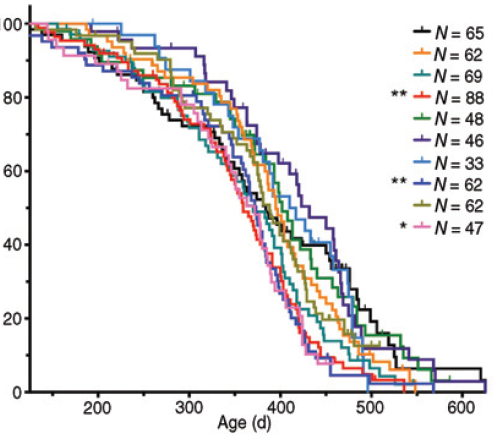 100
80
60
40
20
0
200 300 400 500 600
Age (d)
N = 65
N = 62
N = 69
** N = 88
N = 48
N = 46
N = 33
** N = 62
N = 62
* N = 47